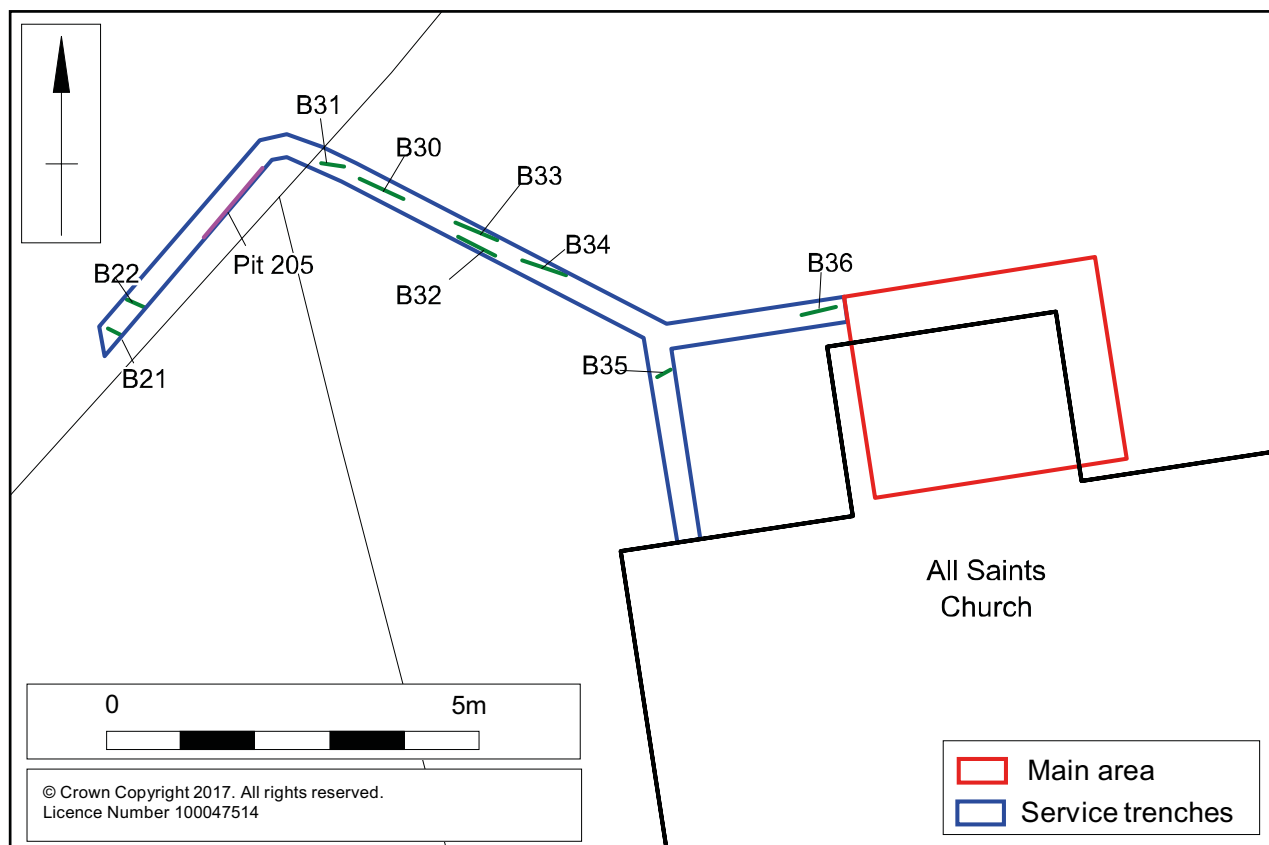 B31
B30
B33
B34
B22
Pit 205
B36
B32
B21
B35
All Saints
Church
0 5m
© Crown Copyright 2017. All rights reserved.
Licence Number 100047514
Main area
Service trenches